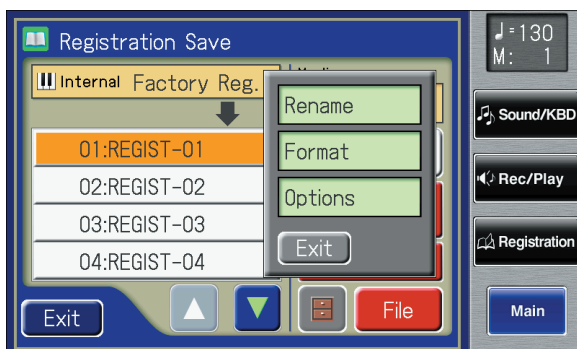 Registration Save
♩=130
M: 1
Internal Factory Reg.
Rename
Format
Options
Exit
01:REGIST-01
02:REGIST-02
03:REGIST-03
04:REGIST-04
Exit
File
Sound/KBD
Rec/Play
Registration
Main